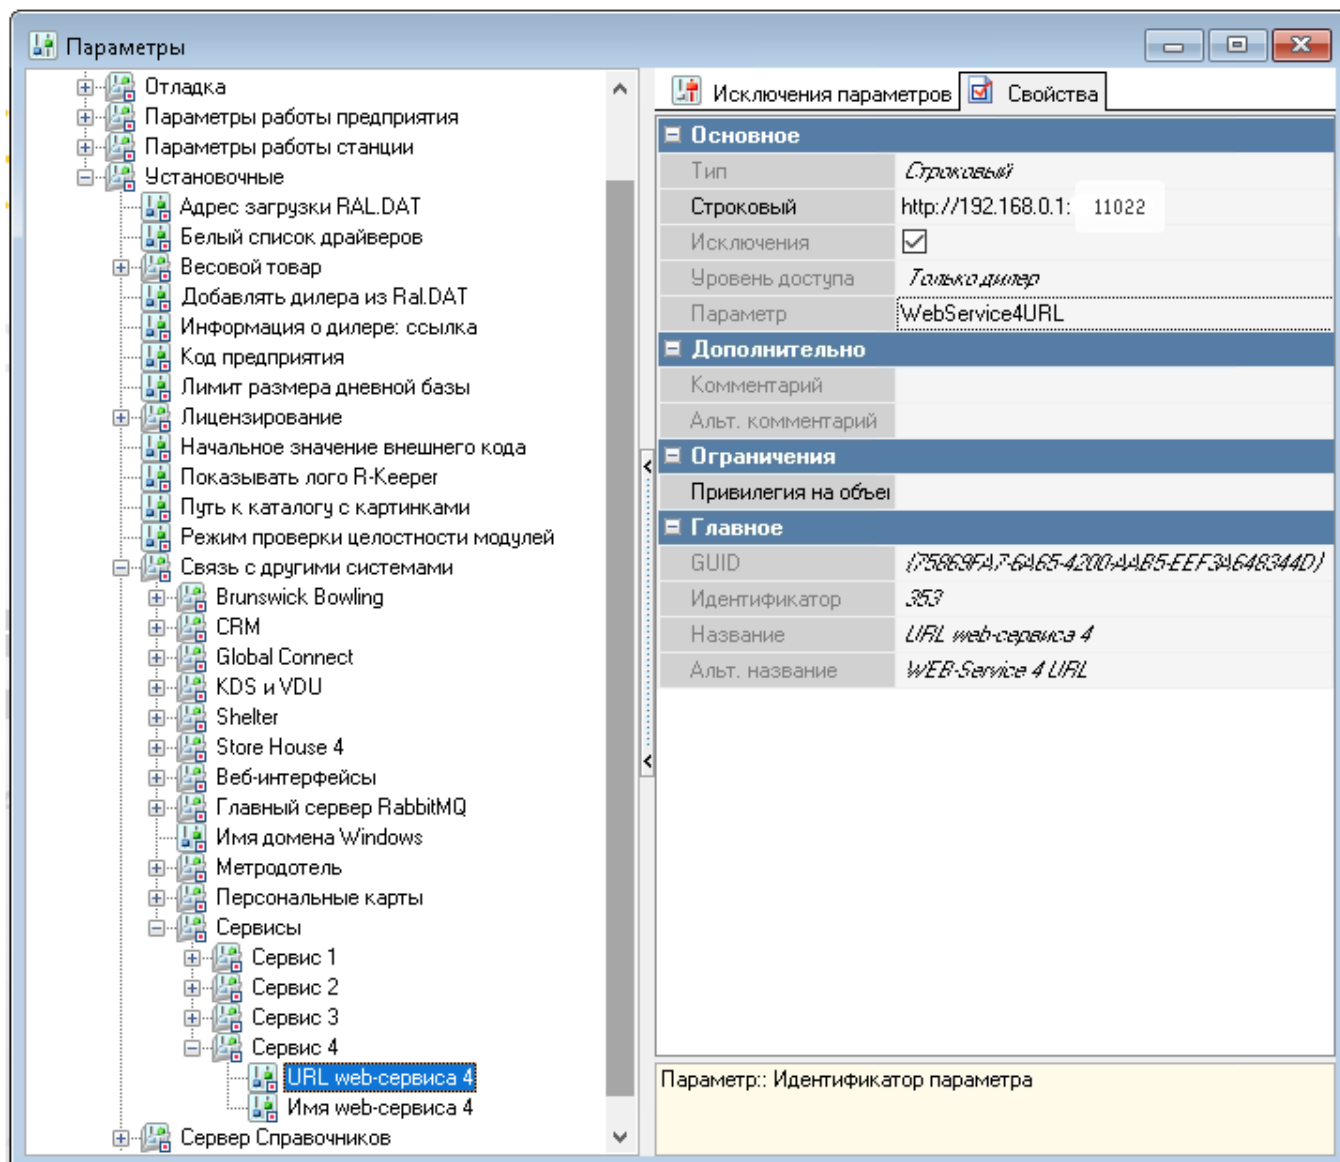 Параметры
Отладка
Параметры работы предприятия
Параметры работы станции
Установочные
Адрес загрузки RAL.DAT
Белый список драйверов
Весовой товар
Добавлять дилера из Ral.DAT
Информация о дилере: ссылка
Код предприятия
Лимит размера дневной базы
Лицензирование
Начальное значение внешнего кода
Показывать лого R-Keeper
Путь к каталогу с картинками
Режим проверки целостности модулей
Связь с другими системами
Brunswick Bowling
CRM
Global Connect
KDS и VDU
Shelter
Store House 4
Веб-интерфейсы
Главный сервер RabbitMQ
Имя домена Windows
Метродотель
Персональные карты
Сервисы
Сервис 1
Сервис 2
Сервис 3
Сервис 4
URL web-сервиса 4
Имя web-сервиса 4
Сервер Справочников
Исключения параметров Свойства
Основное
Тип Строковый
Строковый http://192.168.0.1: 11022
Исключения
Уровень доступа Только дилер
Параметр WebService4URL
Дополнительно
Комментарий
Альт. комментарий
Ограничения
Привилегия на объе
Главное
GUID {75869FA7-6A65-4200-AAB5-EEF3A648344D}
Идентификатор 353
Название URL web-сервиса 4
Альт. название WEB-Service 4 URL
Параметр:: Идентификатор параметра